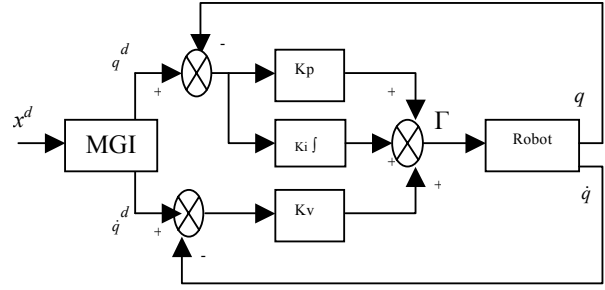 -
q^d
Kp
+
+
q
x^d
MGI
Ki ∫
+
Γ
Robot
q̇
q̇^d
+
Kv
+
-